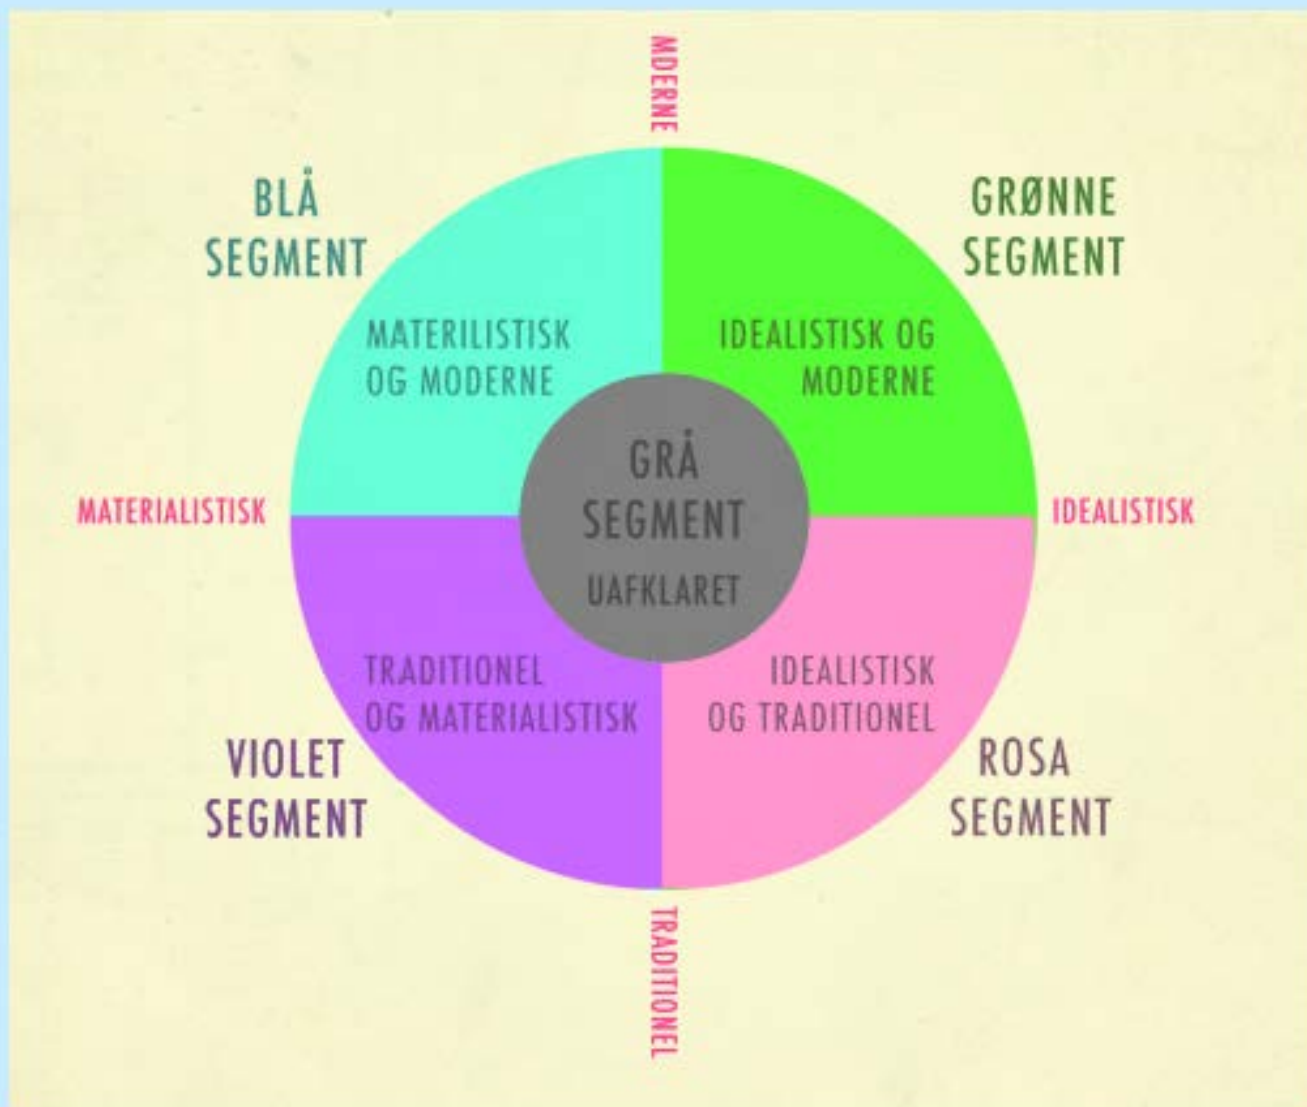 MDERNE
BLÅ
SEGMENT
GRØNNE
SEGMENT
MATERILISTISK
OG MODERNE
IDEALISTISK OG
MODERNE
GRÅ
SEGMENT
UAFKLARET
MATERIALISTISK
IDEALISTISK
TRADITIONEL
OG MATERIALISTISK
IDEALISTISK
OG TRADITIONEL
VIOLET
SEGMENT
ROSA
SEGMENT
TRADITIONEL